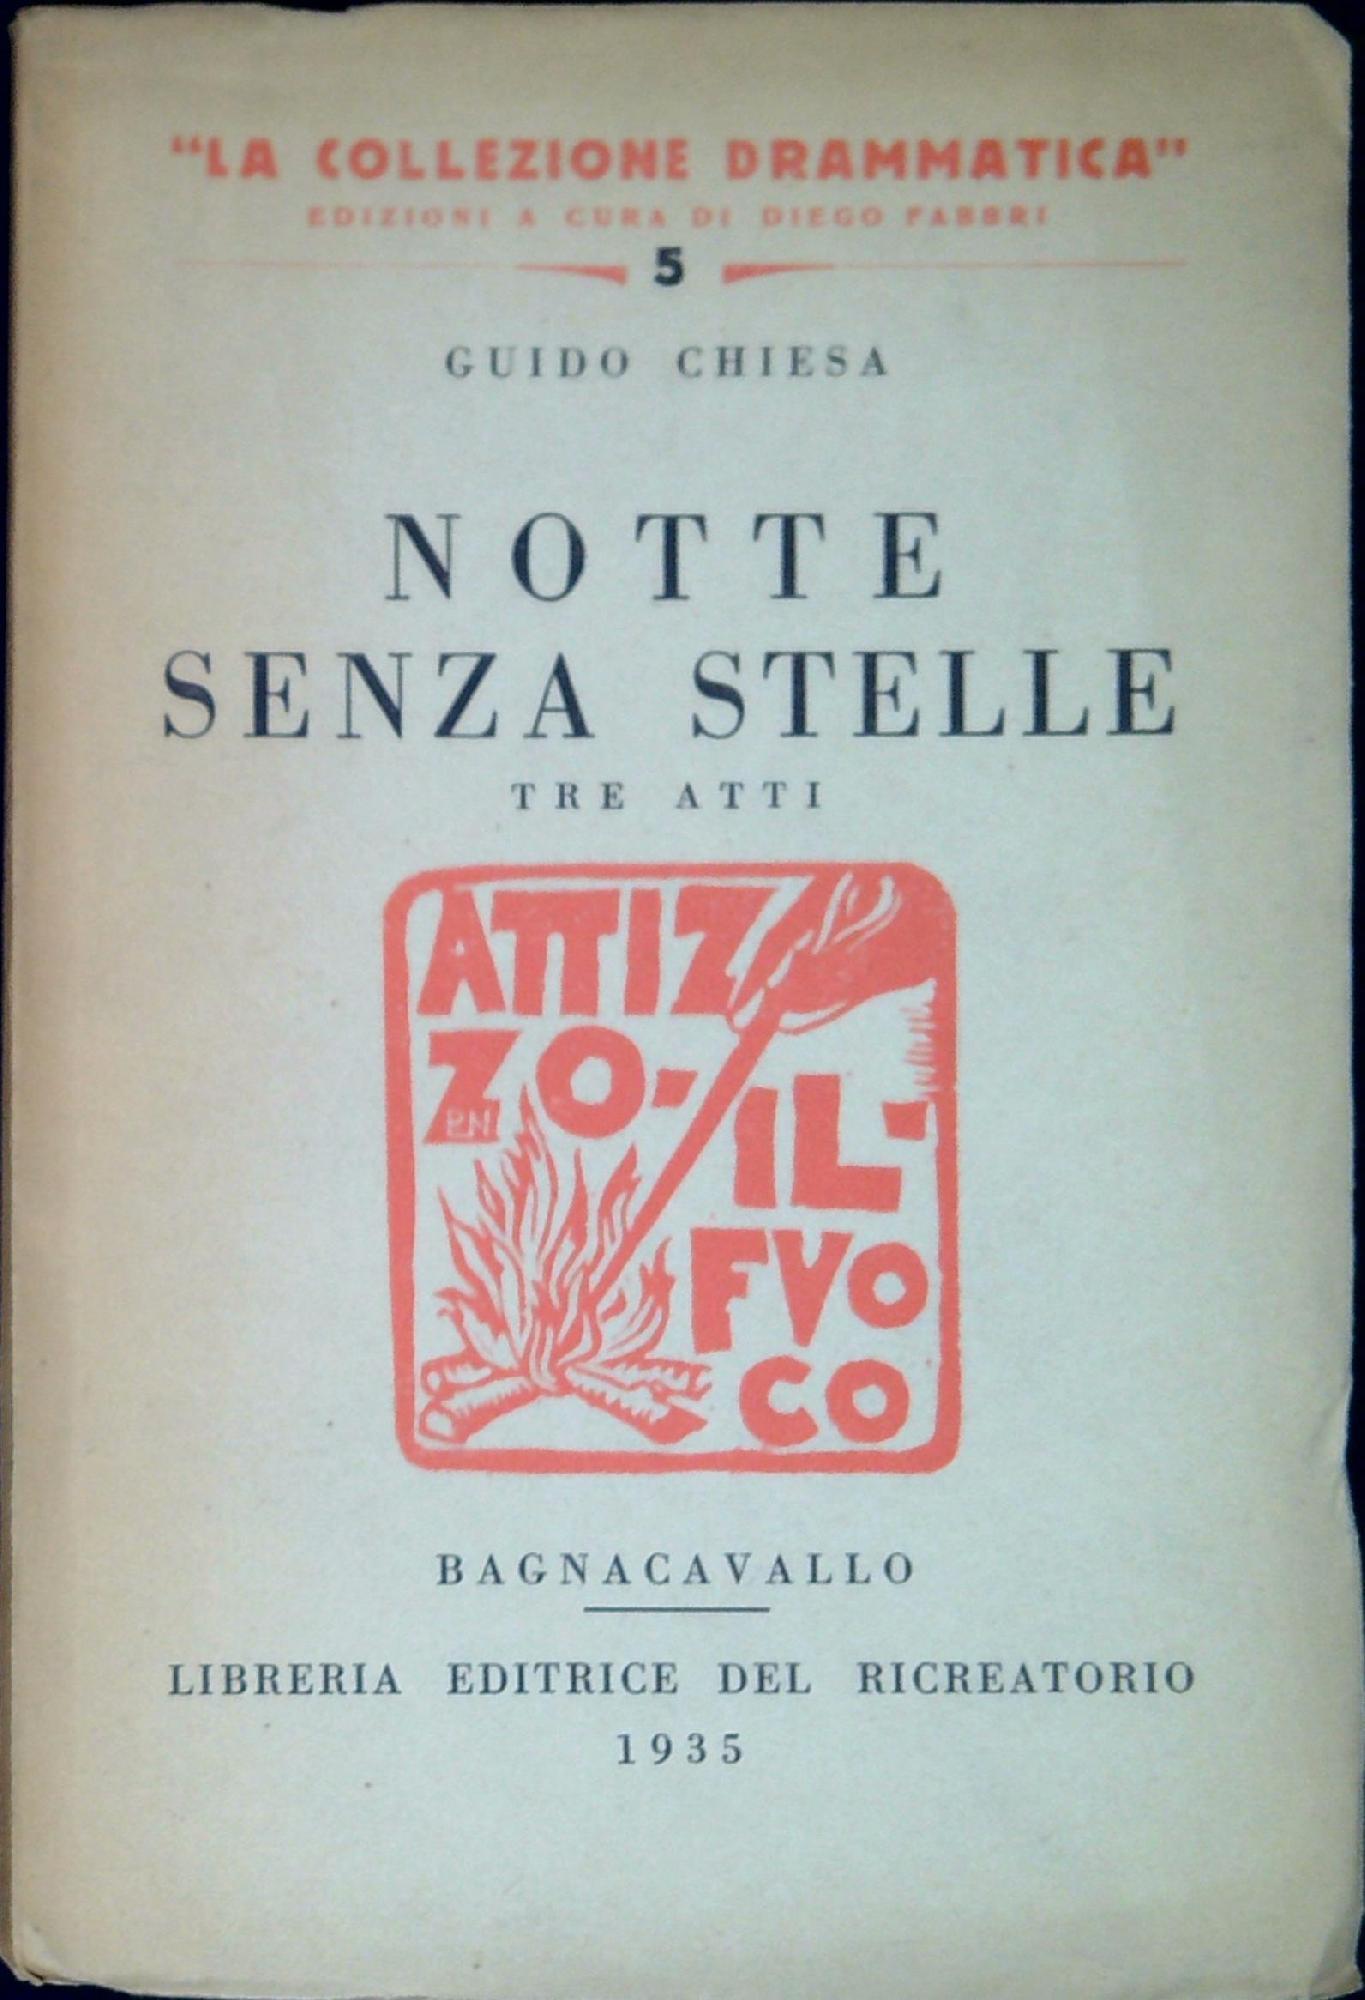 "LA COLLEZIONE DRAMMATICA"
EDIZIONI A CURA DI DIEGO FABBRI
5
GUIDO CHIESA
NOTTE
SENZA STELLE
TRE ATTI
ATTIZ
ZO-
P.N.
IL-
FVO
CO
BAGNACAVALLO
LIBRERIA EDITRICE DEL RICREATORIO
1935